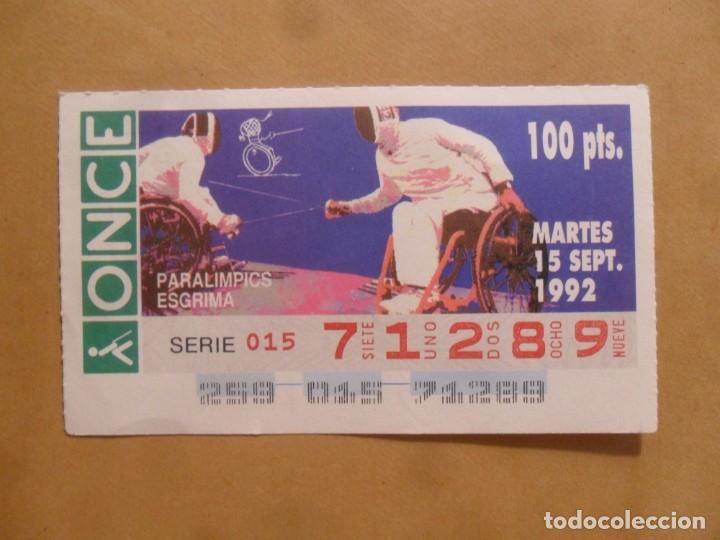 ONCE
100 pts.
MARTES
15 SEPT.
1992
PARALIMPICS
ESGRIMA
SERIE 015 7 SIETE 1 UNO 2 DOS 8 OCHO 9 NUEVE
259 015 71289
todocoleccion